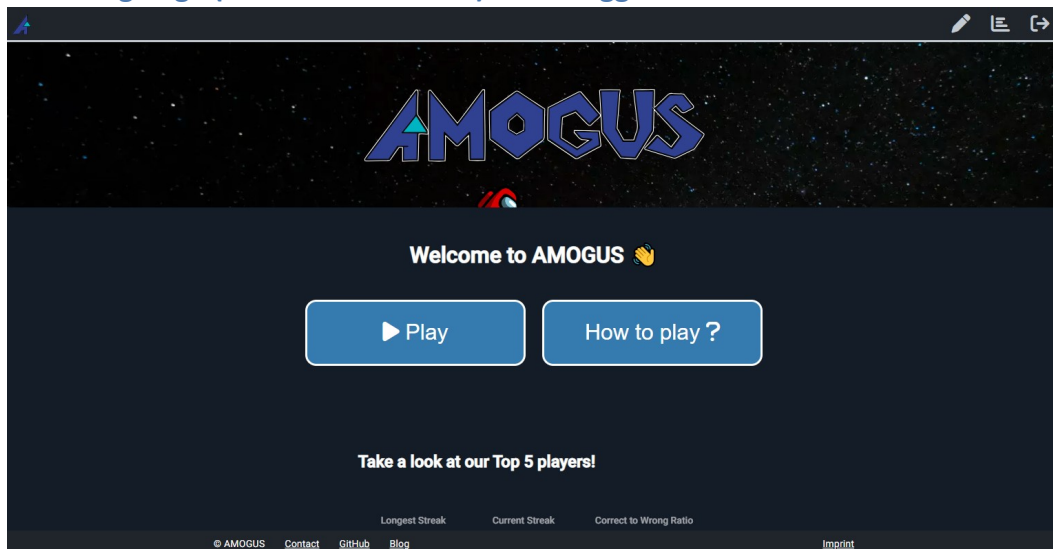 AMOGUS
Welcome to AMOGUS 👋
Play
How to play ?
Take a look at our Top 5 players!
Longest Streak Current Streak Correct to Wrong Ratio
© AMOGUS Contact GitHub Blog Imprint